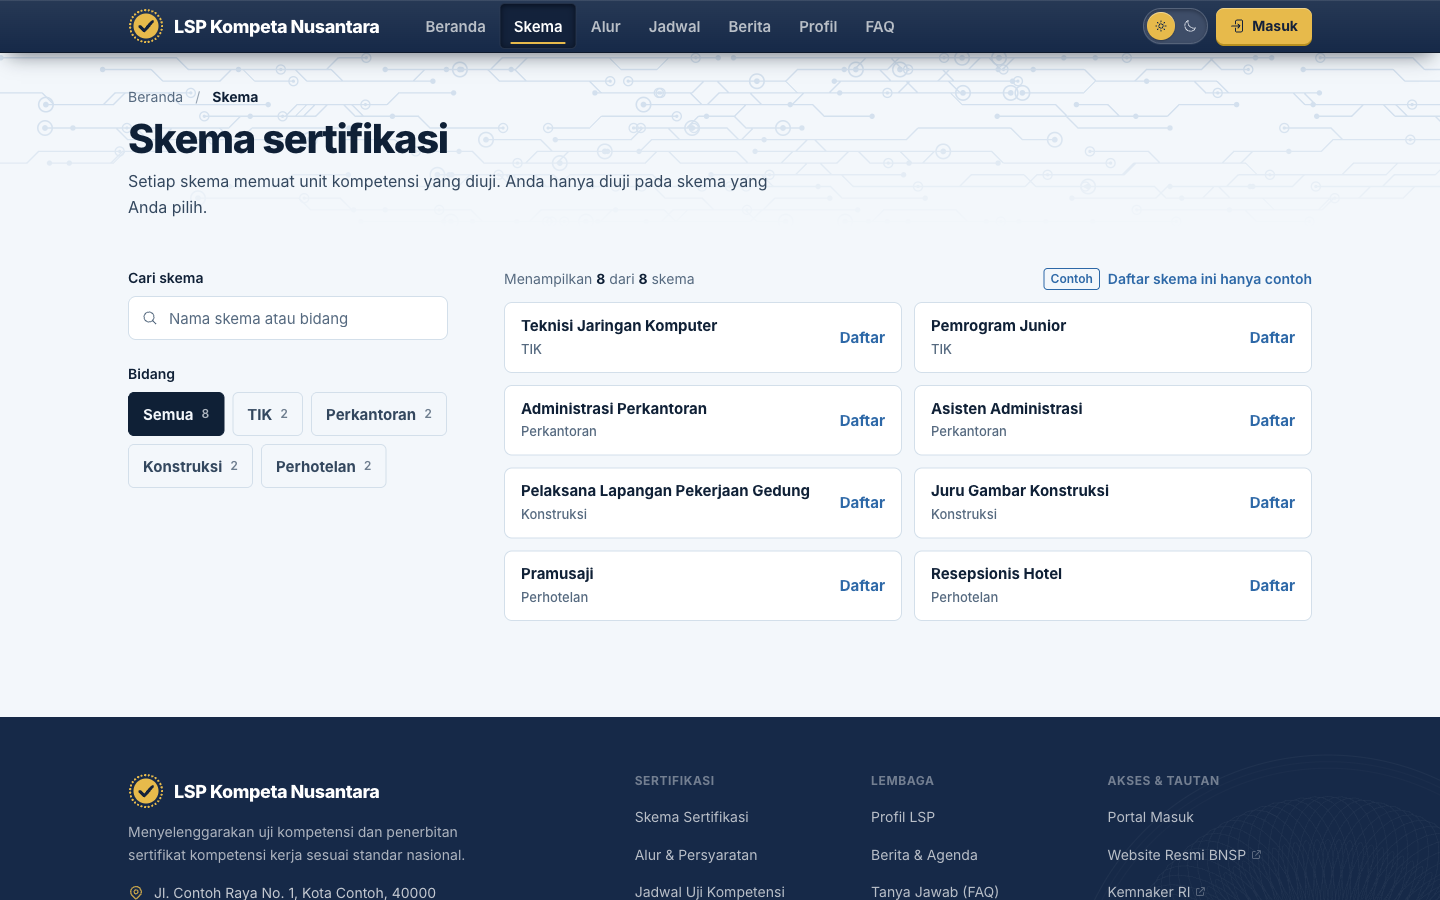 LSP Kompeta Nusantara
Beranda Skema Alur Jadwal Berita Profil FAQ
Masuk
Beranda / Skema
Skema sertifikasi
Setiap skema memuat unit kompetensi yang diuji. Anda hanya diuji pada skema yang
Anda pilih.
Cari skema
Nama skema atau bidang
Bidang
Semua 8 TIK 2 Perkantoran 2
Konstruksi 2 Perhotelan 2
Menampilkan 8 dari 8 skema
Contoh Daftar skema ini hanya contoh
Teknisi Jaringan Komputer
TIK
Daftar
Pemrogram Junior
TIK
Daftar
Administrasi Perkantoran
Perkantoran
Daftar
Asisten Administrasi
Perkantoran
Daftar
Pelaksana Lapangan Pekerjaan Gedung
Konstruksi
Daftar
Juru Gambar Konstruksi
Konstruksi
Daftar
Pramusaji
Perhotelan
Daftar
Resepsionis Hotel
Perhotelan
Daftar
LSP Kompeta Nusantara
Menyelenggarakan uji kompetensi dan penerbitan
sertifikat kompetensi kerja sesuai standar nasional.
Jl. Contoh Raya No. 1, Kota Contoh, 40000
SERTIFIKASI
Skema Sertifikasi
Alur & Persyaratan
Jadwal Uji Kompetensi
LEMBAGA
Profil LSP
Berita & Agenda
Tanya Jawab (FAQ)
AKSES & TAUTAN
Portal Masuk
Website Resmi BNSP
Kemnaker RI